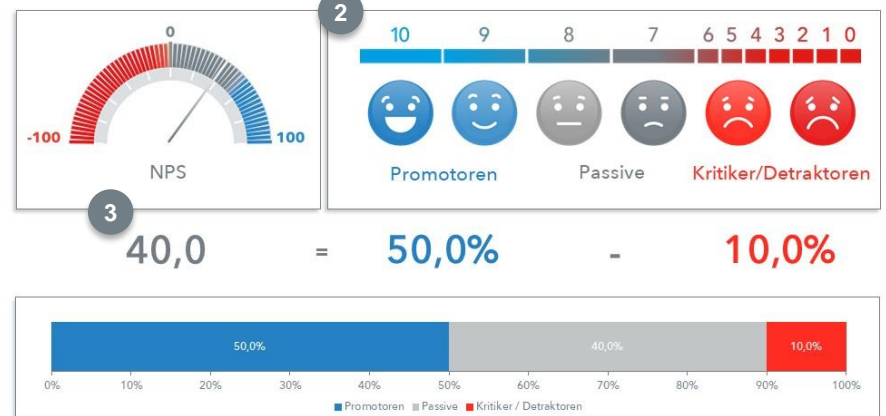 2
0
-100
100
NPS
10 9 8 7 6 5 4 3 2 1 0
Promotoren Passive Kritiker/Detraktoren
3
40,0 = 50,0% - 10,0%
50,0% 40,0% 10,0%
0% 10% 20% 30% 40% 50% 60% 70% 80% 90% 100%
Promotoren Passive Kritiker / Detraktoren